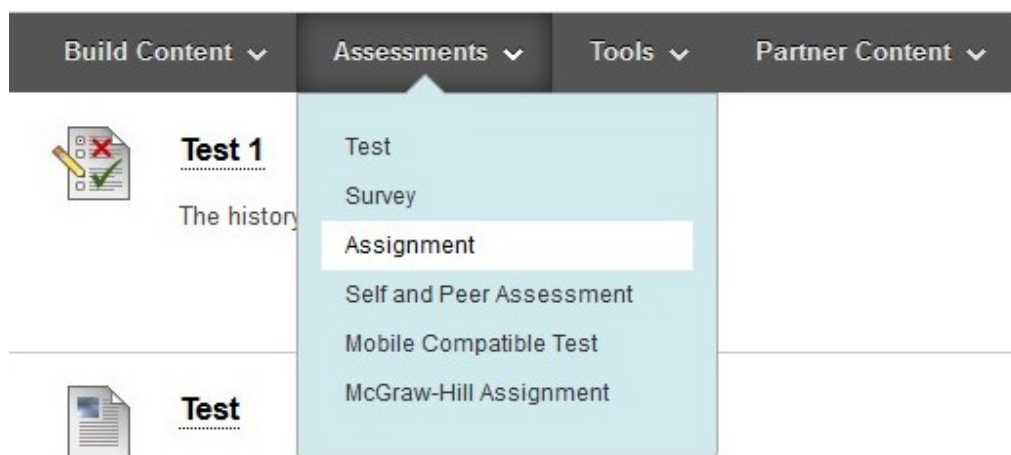 Build Content Assessments Tools Partner Content
Test 1
The history
Test
Survey
Assignment
Self and Peer Assessment
Mobile Compatible Test
McGraw-Hill Assignment
Test